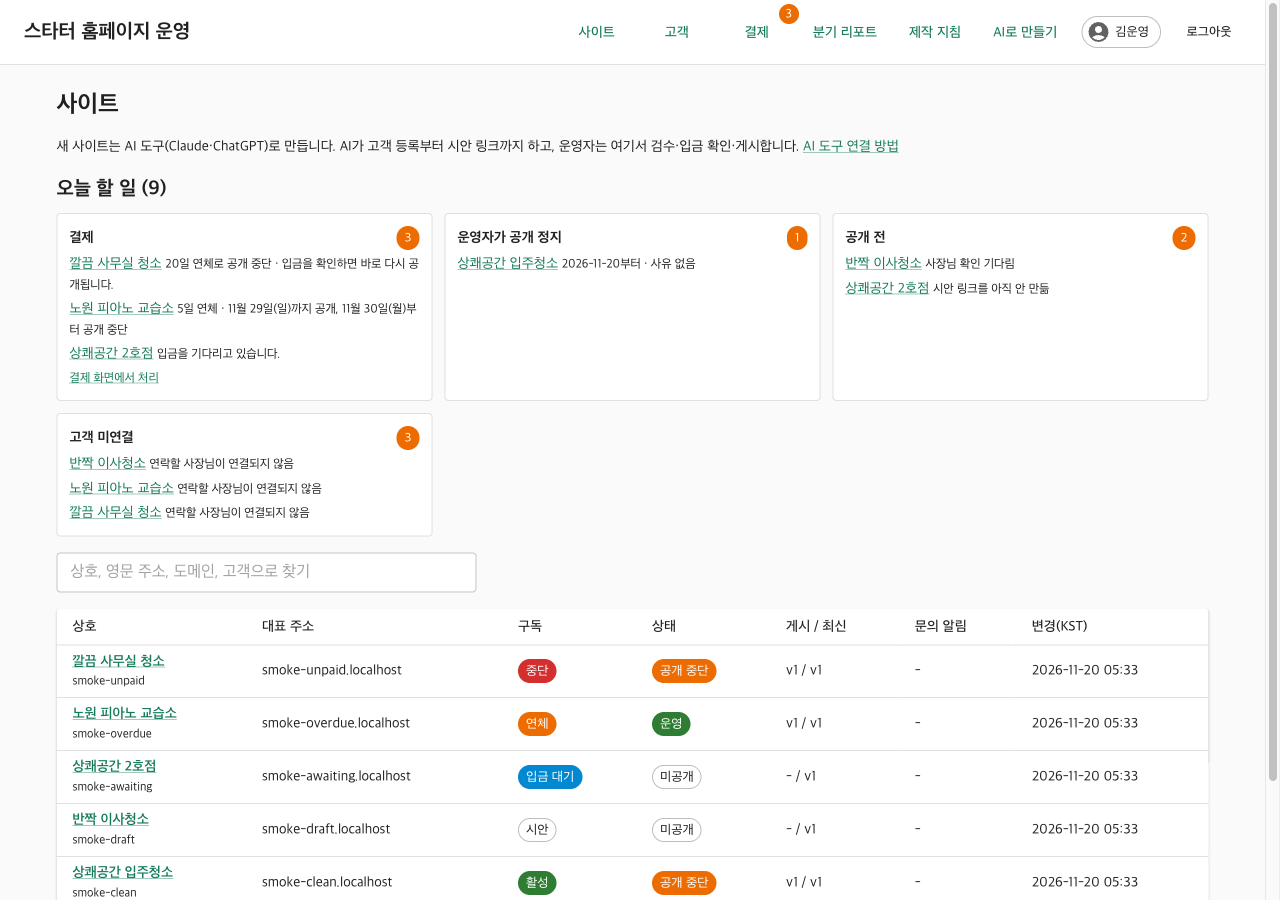 스타터 홈페이지 운영
사이트 고객 결제 3 분기 리포트 제작 지침 AI로 만들기 김운영 로그아웃
사이트
새 사이트는 AI 도구(Claude·ChatGPT)로 만듭니다. AI가 고객 등록부터 시안 링크까지 하고, 운영자는 여기서 검수·입금 확인·게시합니다. AI 도구 연결 방법
오늘 할 일 (9)
결제 3
깔끔 사무실 청소 20일 연체로 공개 중단 · 입금을 확인하면 바로 다시 공
개됩니다.
노원 피아노 교습소 5일 연체 · 11월 29일(일)까지 공개, 11월 30일(월)부
터 공개 중단
상쾌공간 2호점 입금을 기다리고 있습니다.
결제 화면에서 처리
운영자가 공개 정지 1
상쾌공간 입주청소 2026-11-20부터 · 사유 없음
공개 전 2
반짝 이사청소 사장님 확인 기다림
상쾌공간 2호점 시안 링크를 아직 안 만듦
고객 미연결 3
반짝 이사청소 연락할 사장님이 연결되지 않음
노원 피아노 교습소 연락할 사장님이 연결되지 않음
깔끔 사무실 청소 연락할 사장님이 연결되지 않음
상호, 영문 주소, 도메인, 고객으로 찾기
상호 대표 주소 구독 상태 게시 / 최신 문의 알림 변경(KST)
깔끔 사무실 청소
smoke-unpaid smoke-unpaid.localhost 중단 공개 중단 v1 / v1 - 2026-11-20 05:33
노원 피아노 교습소
smoke-overdue smoke-overdue.localhost 연체 운영 v1 / v1 - 2026-11-20 05:33
상쾌공간 2호점
smoke-awaiting smoke-awaiting.localhost 입금 대기 미공개 - / v1 - 2026-11-20 05:33
반짝 이사청소
smoke-draft smoke-draft.localhost 시안 미공개 - / v1 - 2026-11-20 05:33
상쾌공간 입주청소
smoke-clean smoke-clean.localhost 활성 공개 중단 v1 / v1 - 2026-11-20 05:33